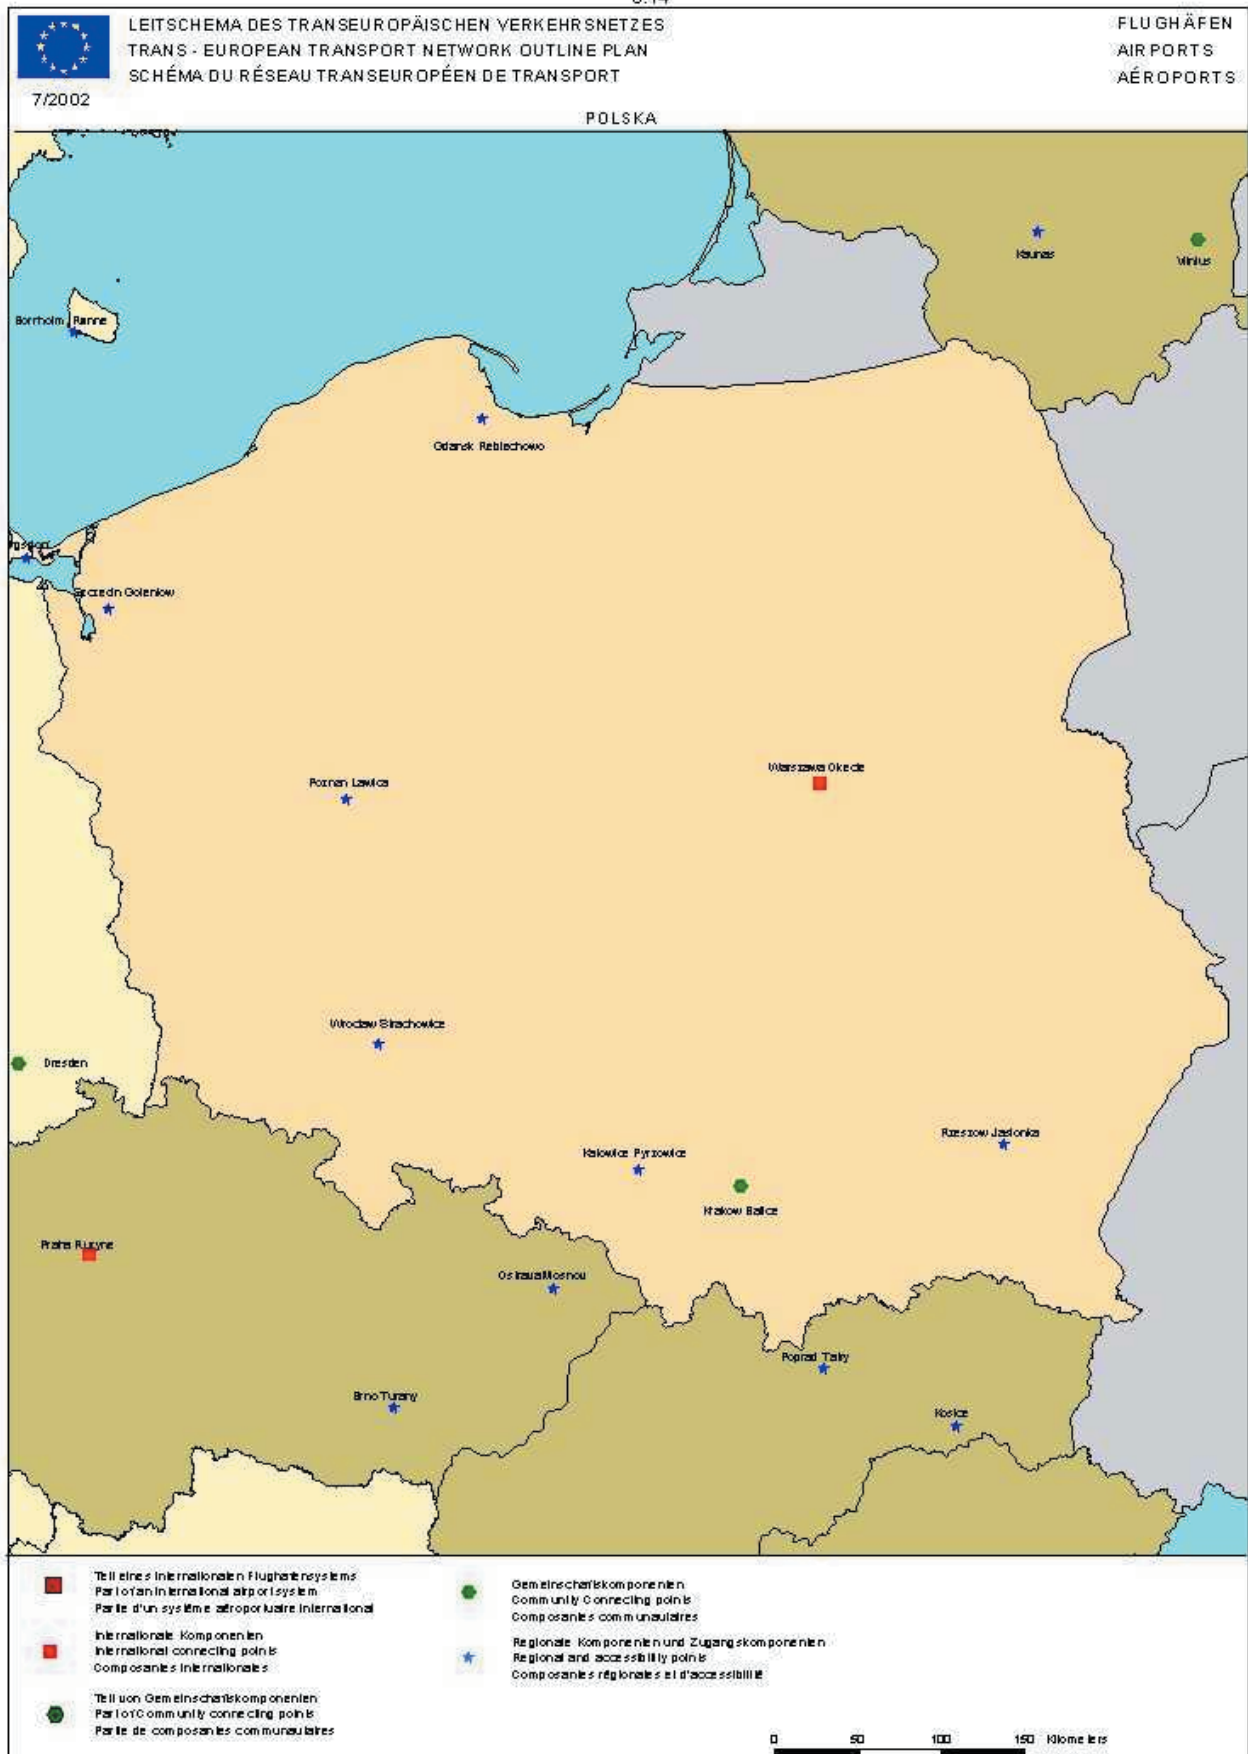 LEITSCHEMA DES TRANSEUROPÄISCHEN VERKEHRSNETZES
TRANS - EUROPEAN TRANSPORT NETWORK OUTLINE PLAN
SCHÉMA DU RÉSEAU TRANSEUROPÉEN DE TRANSPORT
FLUGHÄFEN
AIRPORTS
AÉROPORTS
7/2002
POLSKA
Kaunas
Vilnius
Bornholm Rønne
Gdansk Rebiechowo
Szczecin Goleniow
Poznan Lawica
Warszawa Okecie
Wroclaw Strachowice
Dresden
Rzeszow Jasionka
Katowice Pyrzowice
Krakow Balice
Praha Ruzyne
Ostrava Mosnov
Poprad Tatry
Brno Turany
Kosice
Teil eines internationalen Flughafensystems
Part of an international airport system
Partie d'un système aéroportuaire international
Internationale Komponenten
International connecting points
Composantes internationales
Teil von Gemeinschaftskomponenten
Part of Community connecting points
Partie de composantes communautaires
Gemeinschaftskomponenten
Community Connecting points
Composantes communautaires
Regionale Komponenten und Zugangskomponenten
Regional and accessibility points
Composantes régionales et d'accessibilité
0 50 100 150 Kilometers